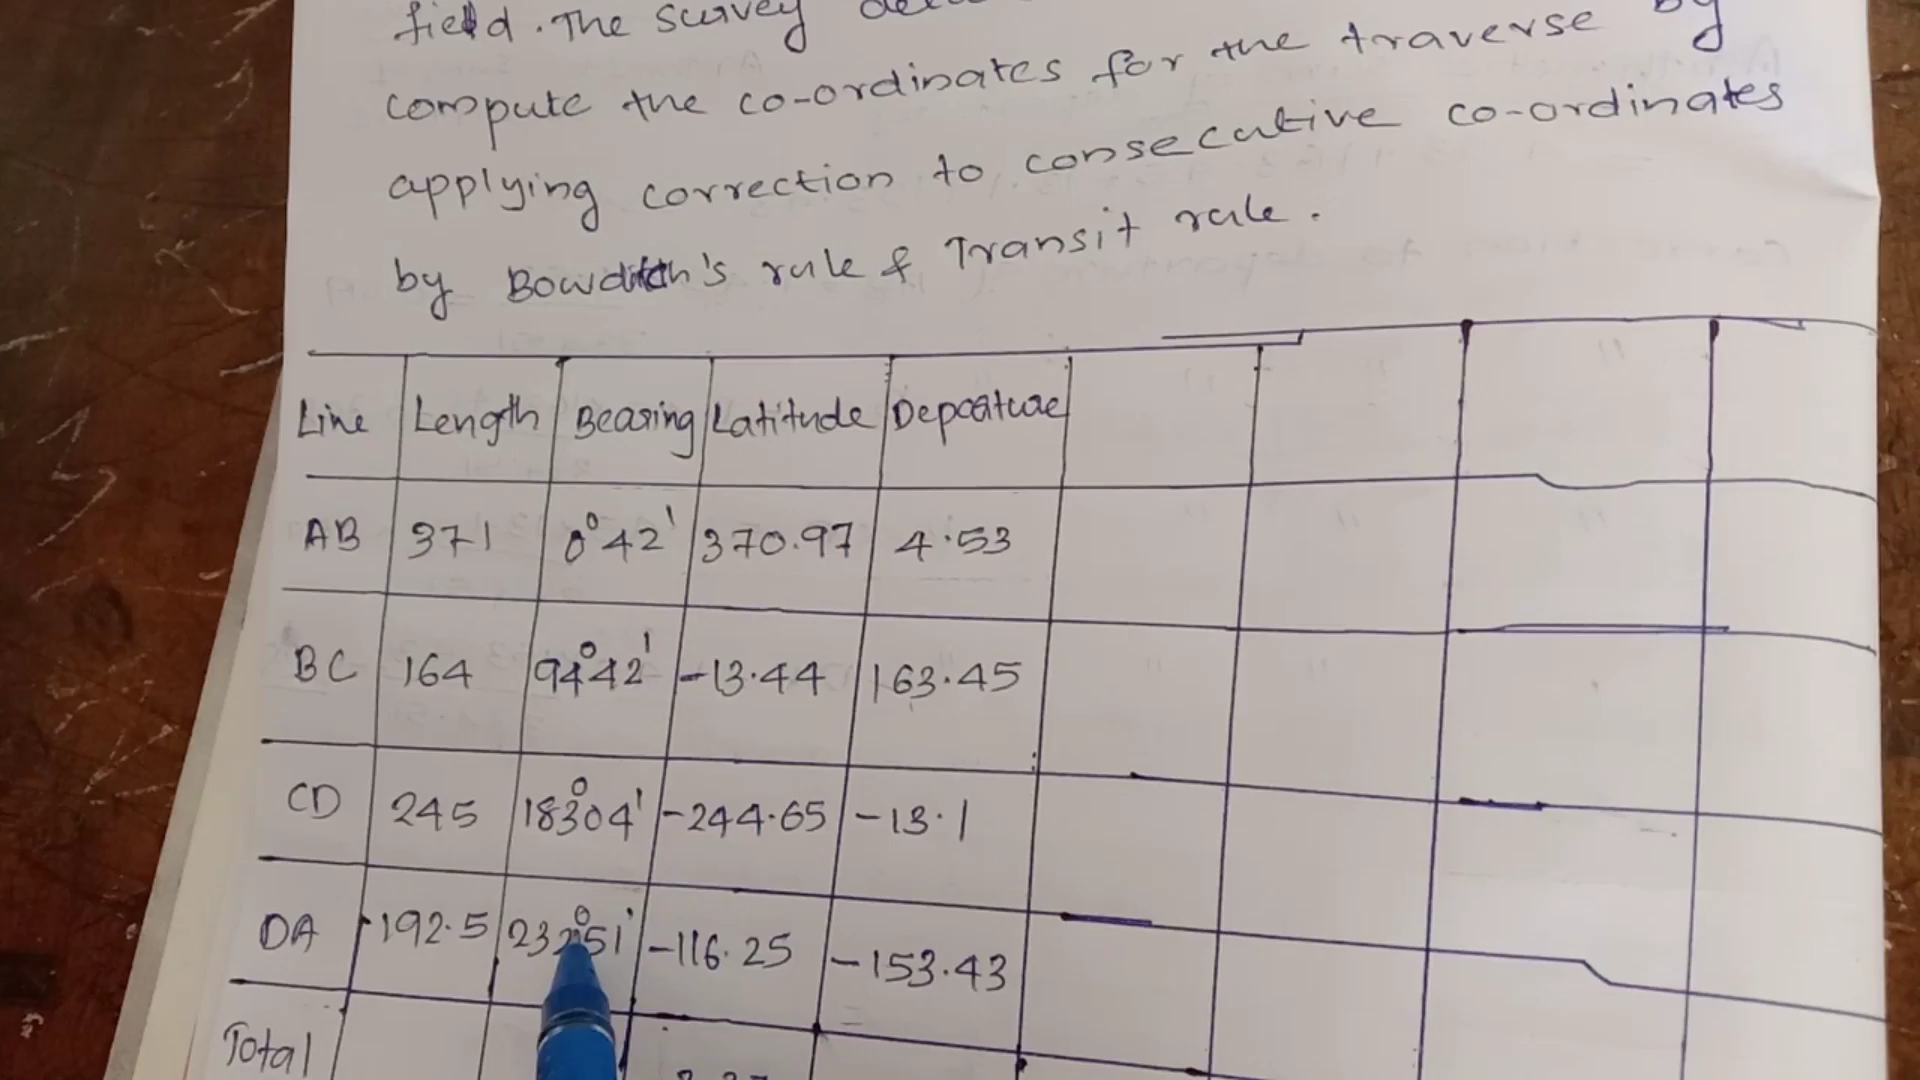 field. The survey
compute the co-ordinates for the traverse by
applying correction to consecutive co-ordinates
by Bowditch's rule & Transit rule.
Line Length Bearing Latitude Deparature
AB 371 0°42' 370.97 4.53
BC 164 94°42' -13.44 163.45
CD 245 183°04' -244.65 -13.1
DA 192.5 232°51' -116.25 -153.43
Total